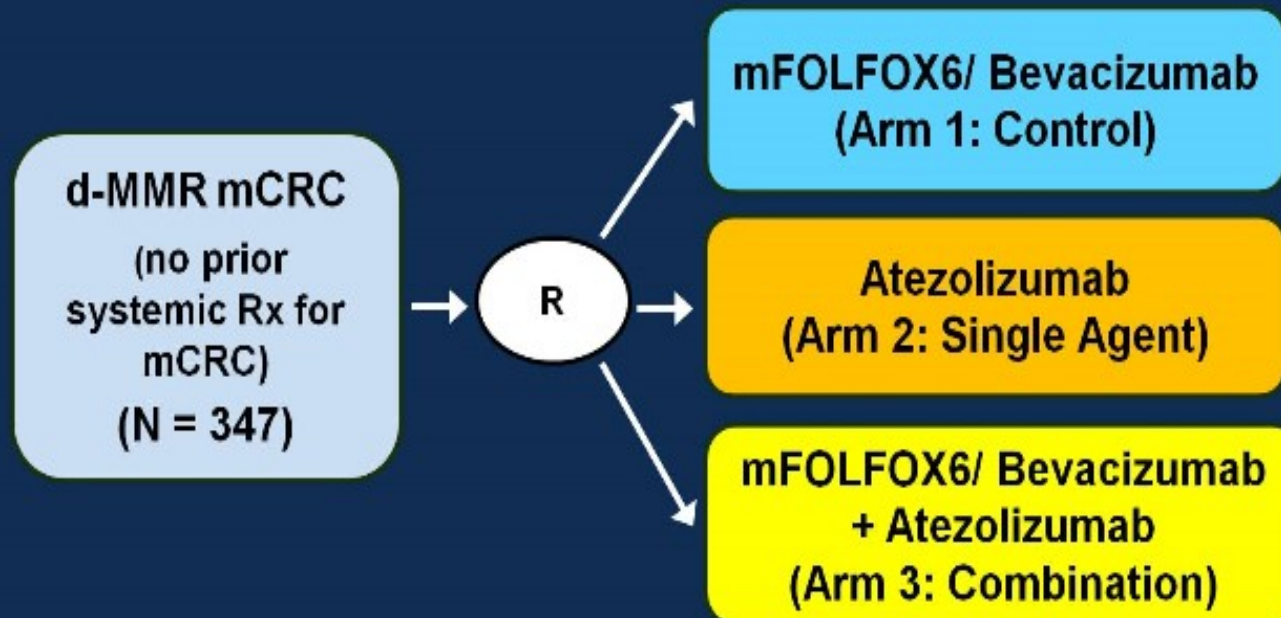 d-MMR mCRC
(no prior
systemic Rx for
mCRC)
(N = 347)
R
mFOLFOX6/ Bevacizumab
(Arm 1: Control)
Atezolizumab
(Arm 2: Single Agent)
mFOLFOX6/ Bevacizumab
+ Atezolizumab
(Arm 3: Combination)